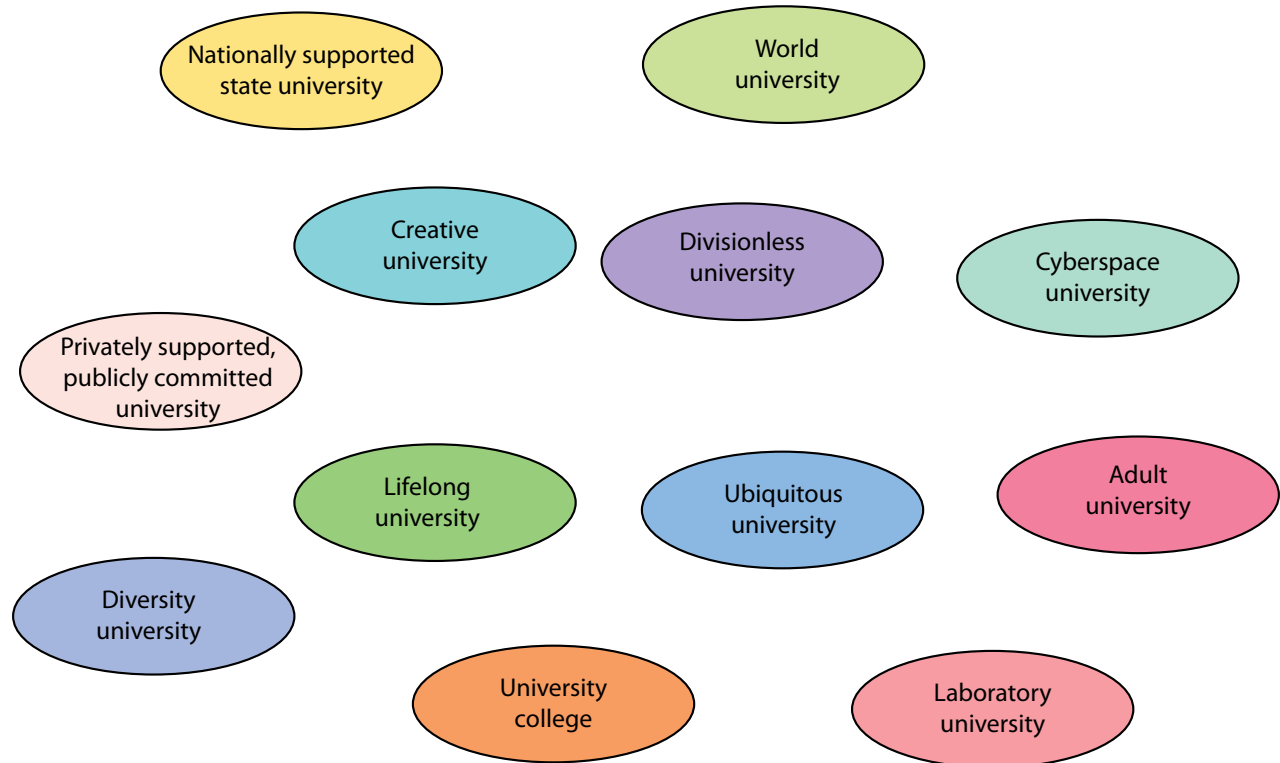 Nationally supported
state university
World
university
Creative
university
Divisionless
university
Cyberspace
university
Privately supported,
publicly committed
university
Lifelong
university
Ubiquitous
university
Adult
university
Diversity
university
University
college
Laboratory
university